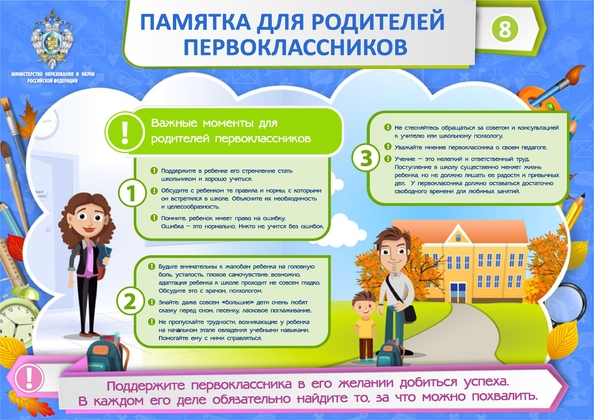 ПАМЯТКА ДЛЯ РОДИТЕЛЕЙ
ПЕРВОКЛАССНИКОВ
8
МИНИСТЕРСТВО ОБРАЗОВАНИЯ И НАУКИ
РОССИЙСКОЙ ФЕДЕРАЦИИ
!
Важные моменты для
родителей первоклассников
1
Поддержите в ребенке его стремление стать
школьником и хорошо учиться.
Обсудите с ребенком те правила и нормы, с которыми
он встретился в школе. Объясните их необходимость
и целесообразность.
Помните, ребенок имеет право на ошибку.
Ошибка – это нормально. Никто не учится без ошибок.
2
Будьте внимательны к жалобам ребенка на головную
боль, усталость, плохое самочувствие: возможно,
адаптация ребенка к школе проходит не совсем гладко.
Обсудите это с врачом, психологом.
Знайте, даже совсем «большие» дети очень любят
сказку перед сном, песенку, ласковое поглаживание.
Не пропускайте трудности, возникающие у ребенка
на начальном этапе овладения учебными навыками.
Помогайте ему с ними справляться.
3
Не стесняйтесь обращаться за советом и консультацией
к учителю или школьному психологу.
Уважайте мнение первоклассника о своем педагоге.
Учение – это нелегкий и ответственный труд.
Поступление в школу существенно меняет жизнь
ребенка, но не должно лишать ее радости и привычных
дел. У первоклассника должно оставаться достаточно
свободного времени для любимых занятий.
!
Поддержите первоклассника в его желании добиться успеха.
В каждом его деле обязательно найдите то, за что можно похвалить.